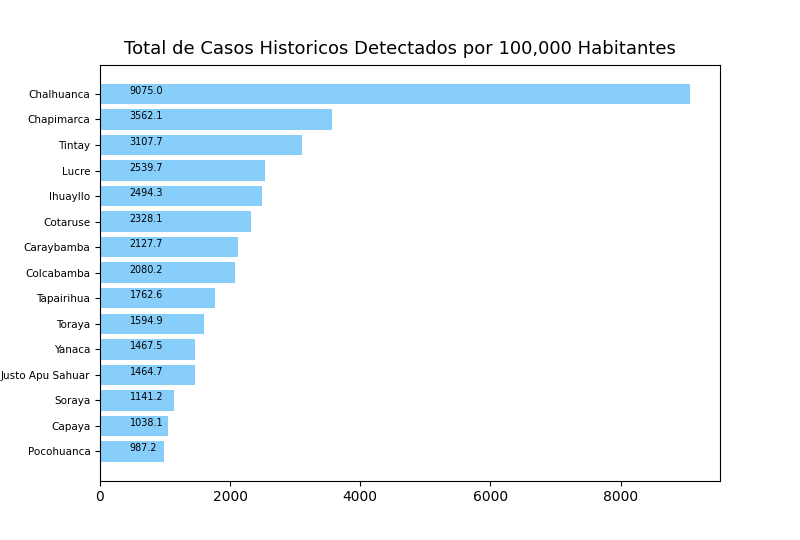 Total de Casos Historicos Detectados por 100,000 Habitantes
Chalhuanca 9075.0
Chapimarca 3562.1
Tintay 3107.7
Lucre 2539.7
Ihuayllo 2494.3
Cotaruse 2328.1
Caraybamba 2127.7
Colcabamba 2080.2
Tapairihua 1762.6
Toraya 1594.9
Yanaca 1467.5
Justo Apu Sahuar 1464.7
Soraya 1141.2
Capaya 1038.1
Pocohuanca 987.2
0 2000 4000 6000 8000